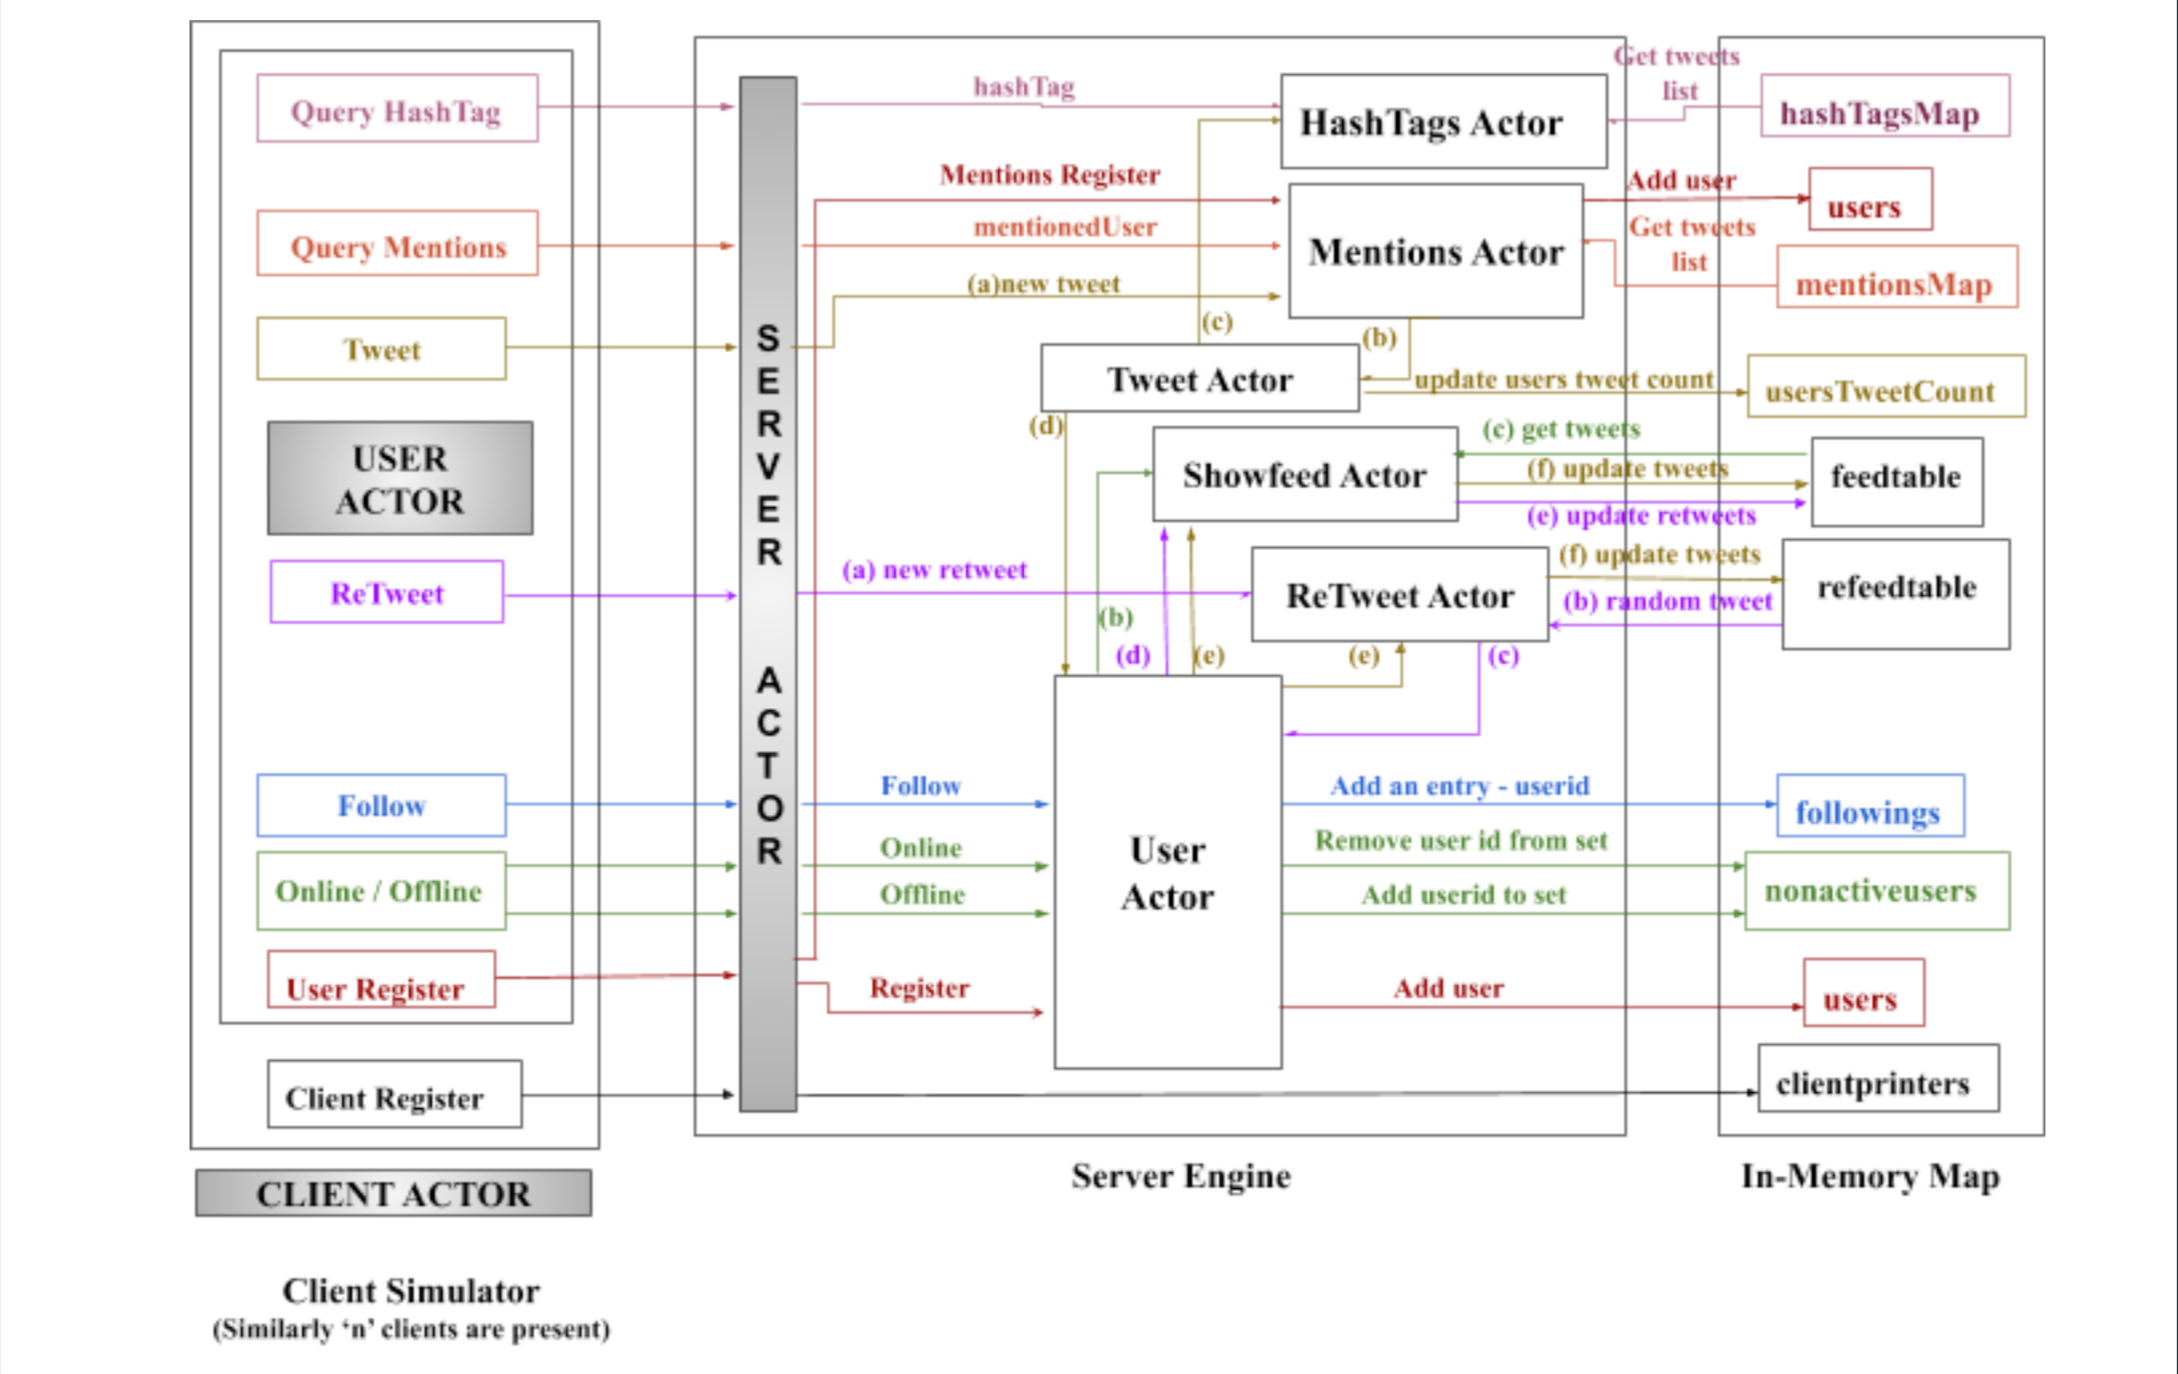 Query HashTag
Query Mentions
Tweet
USER
ACTOR
ReTweet
Follow
Online / Offline
User Register
Client Register
CLIENT ACTOR
Client Simulator
(Similarly ‘n’ clients are present)
S
E
R
V
E
R
A
C
T
O
R
hashTag
Mentions Register
mentionedUser
(a)new tweet
(c)
(b)
(d)
(a) new retweet
(b)
(d)
(e)
(e)
(c)
Follow
Online
Offline
Register
HashTags Actor
Mentions Actor
Tweet Actor
Showfeed Actor
ReTweet Actor
User
Actor
Get tweets
list
Add user
Get tweets
list
update users tweet count
(c) get tweets
(f) update tweets
(e) update retweets
(f) update tweets
(b) random tweet
Add an entry - userid
Remove user id from set
Add userid to set
Add user
Server Engine
hashTagsMap
users
mentionsMap
usersTweetCount
feedtable
refeedtable
followings
nonactiveusers
users
clientprinters
In-Memory Map